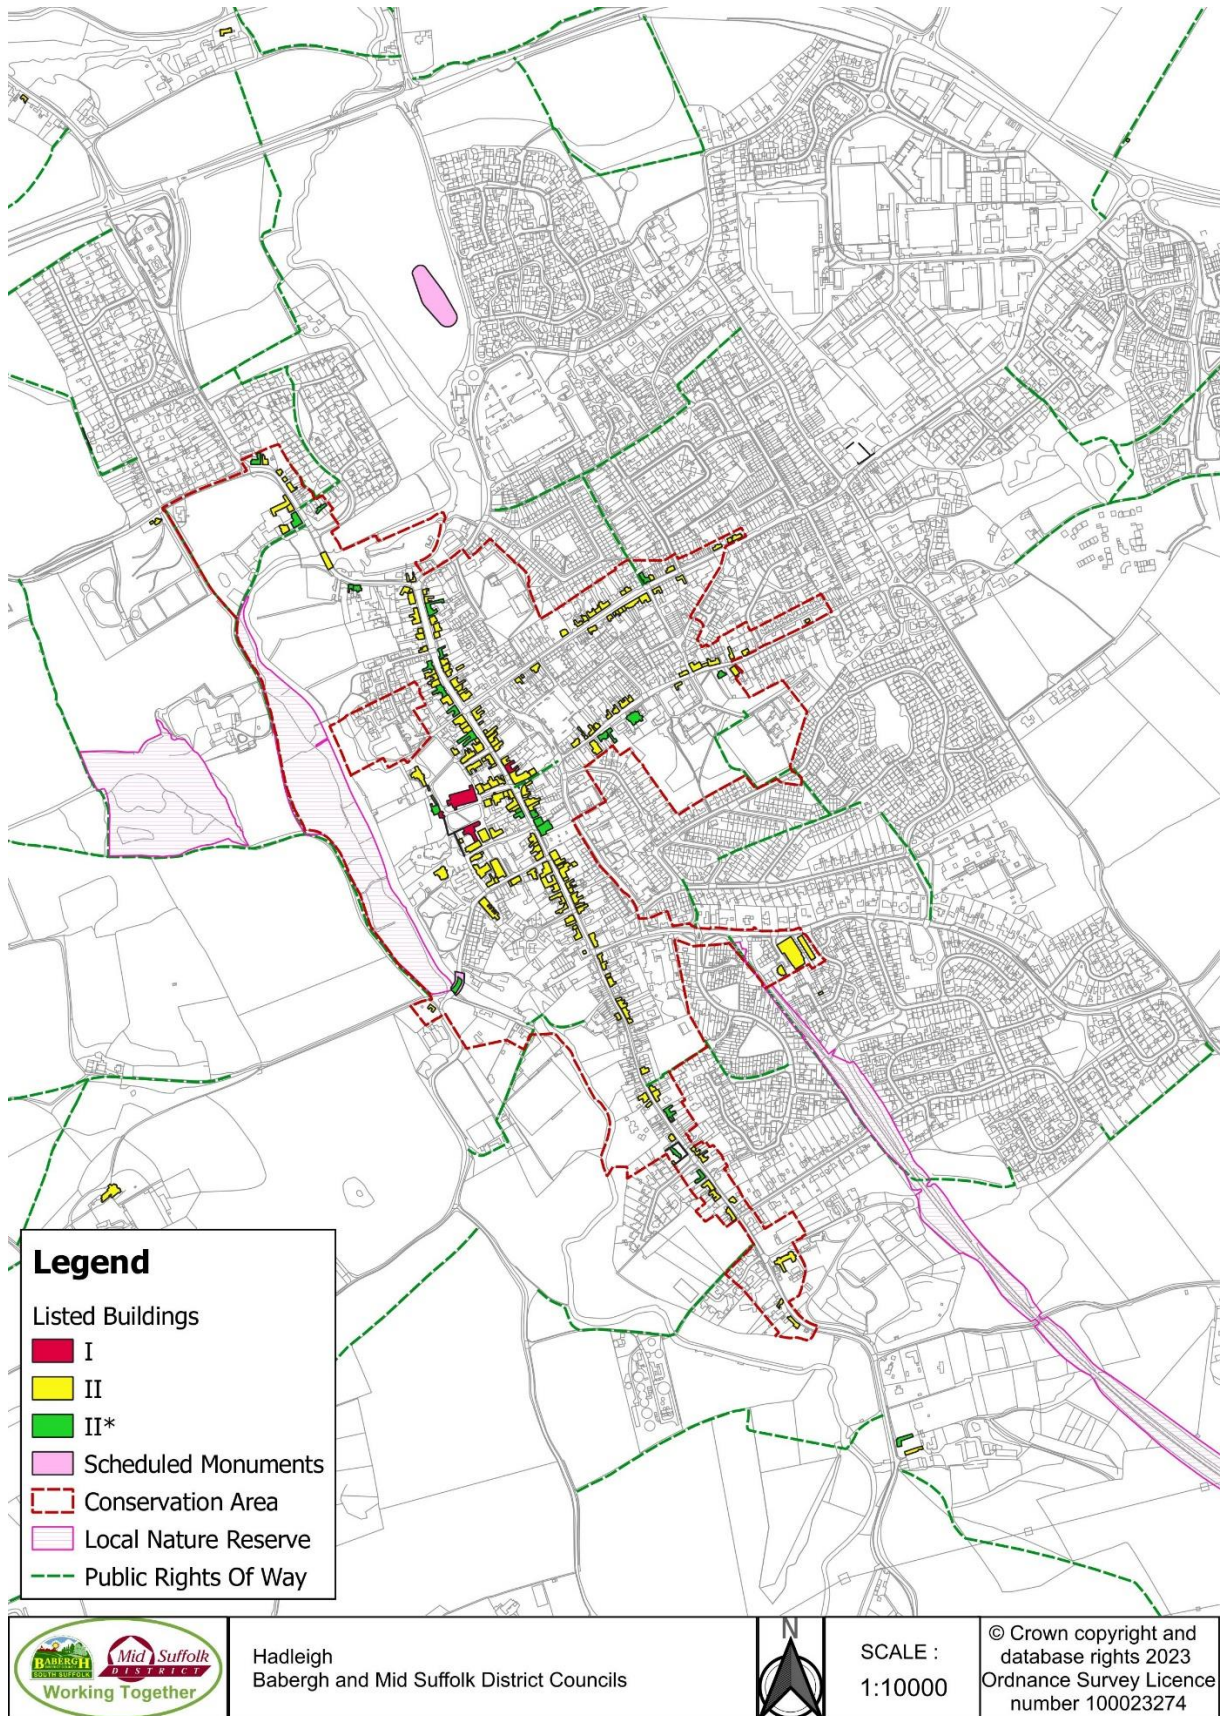 Legend
Listed Buildings
I
II
II*
Scheduled Monuments
Conservation Area
Local Nature Reserve
Public Rights Of Way
BABERGH
SOUTH SUFFOLK
Mid Suffolk
DISTRICT
Working Together
Hadleigh
Babergh and Mid Suffolk District Councils
N
SCALE :
1:10000
© Crown copyright and
database rights 2023
Ordnance Survey Licence
number 100023274